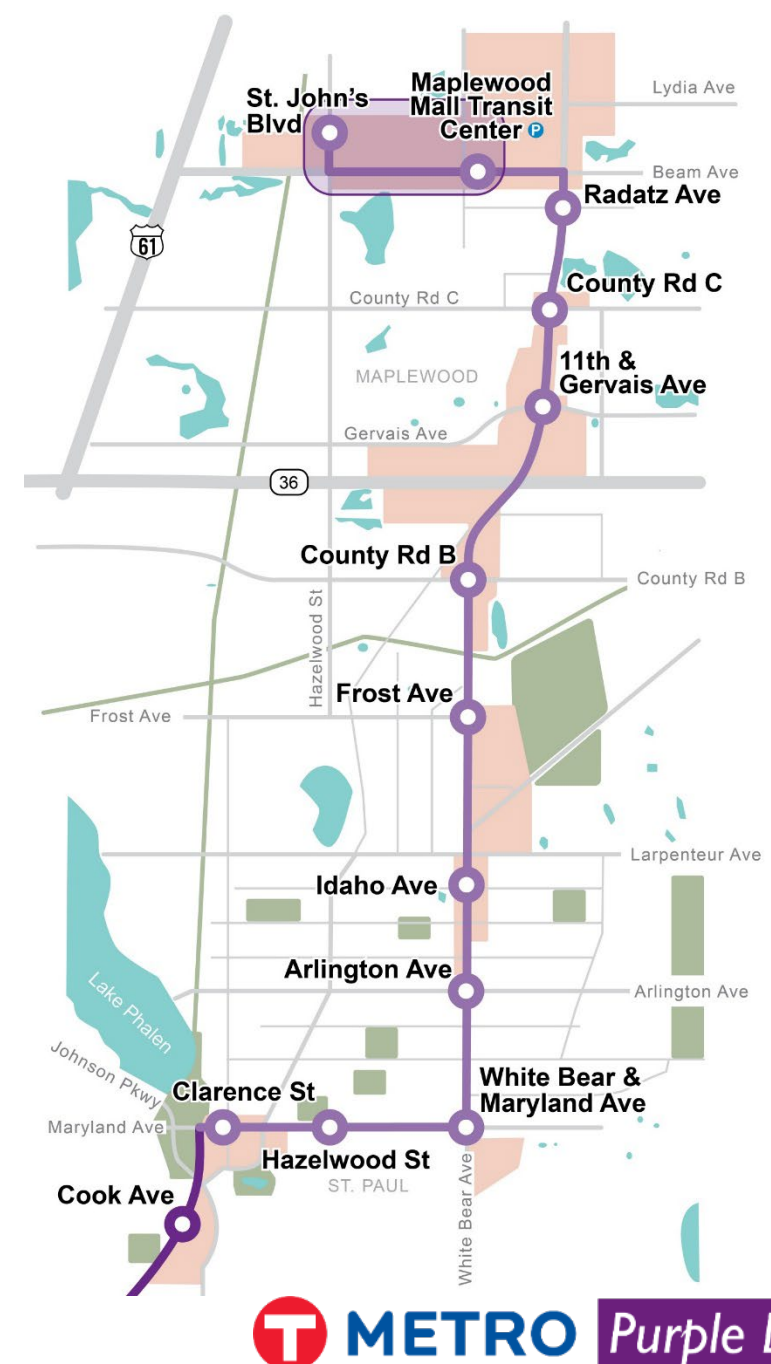 St. John's
Blvd
Maplewood
Mall Transit
Center P
Lydia Ave
Beam Ave
Radatz Ave
61
County Rd C
County Rd C
MAPLEWOOD
11th &
Gervais Ave
Gervais Ave
36
County Rd B
County Rd B
Hazelwood St
Frost Ave
Frost Ave
Larpenteur Ave
Idaho Ave
Arlington Ave
Arlington Ave
Lake Phalen
Johnson Pkwy
Clarence St
White Bear &
Maryland Ave
Maryland Ave
Hazelwood St
ST. PAUL
Cook Ave
White Bear Ave
T METRO Purple